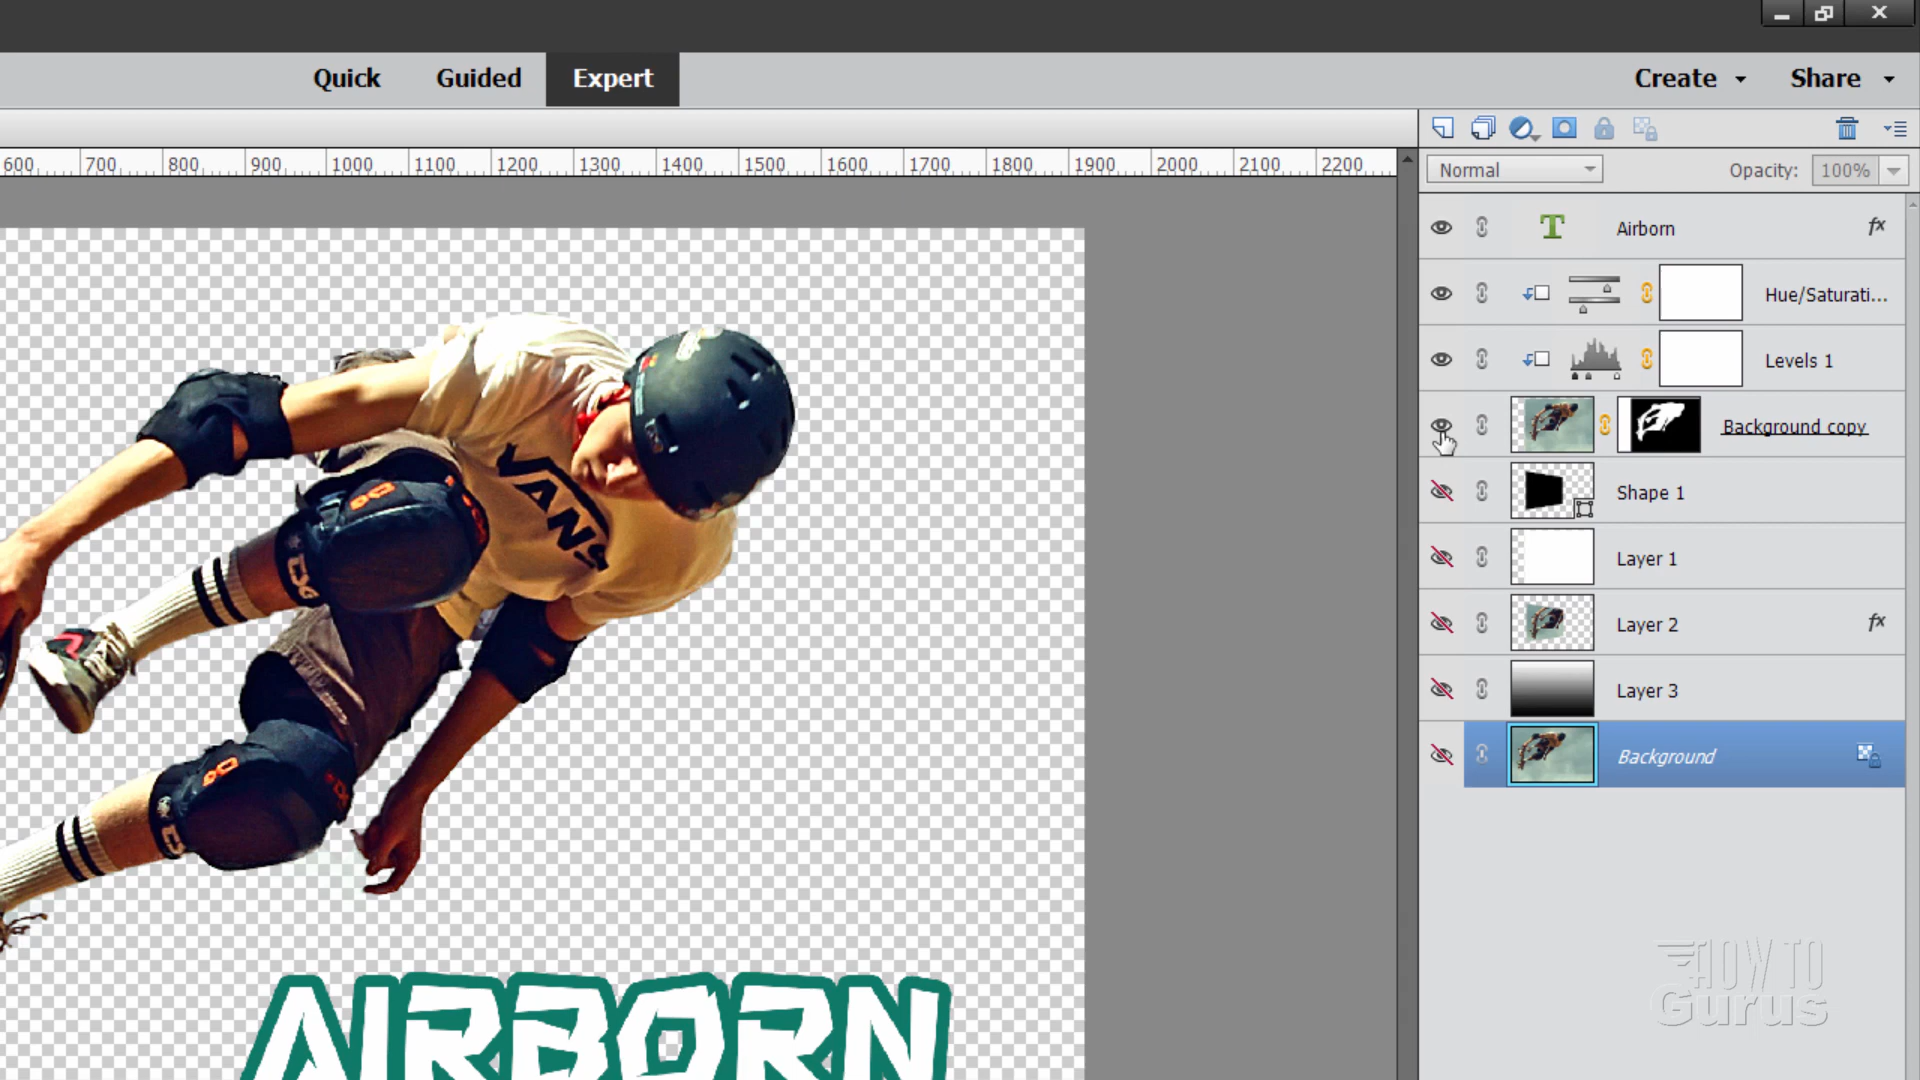 Quick Guided Expert Create Share
600 700 800 900 1000 1100 1200 1300 1400 1500 1600 1700 1800 1900 2000 2100 2200
Normal Opacity: 100%
Airborn fx
Hue/Saturati...
Levels 1
Background copy
Shape 1
Layer 1
Layer 2 fx
Layer 3
Background
VANS
AIRBORN
HOW TO
Gurus